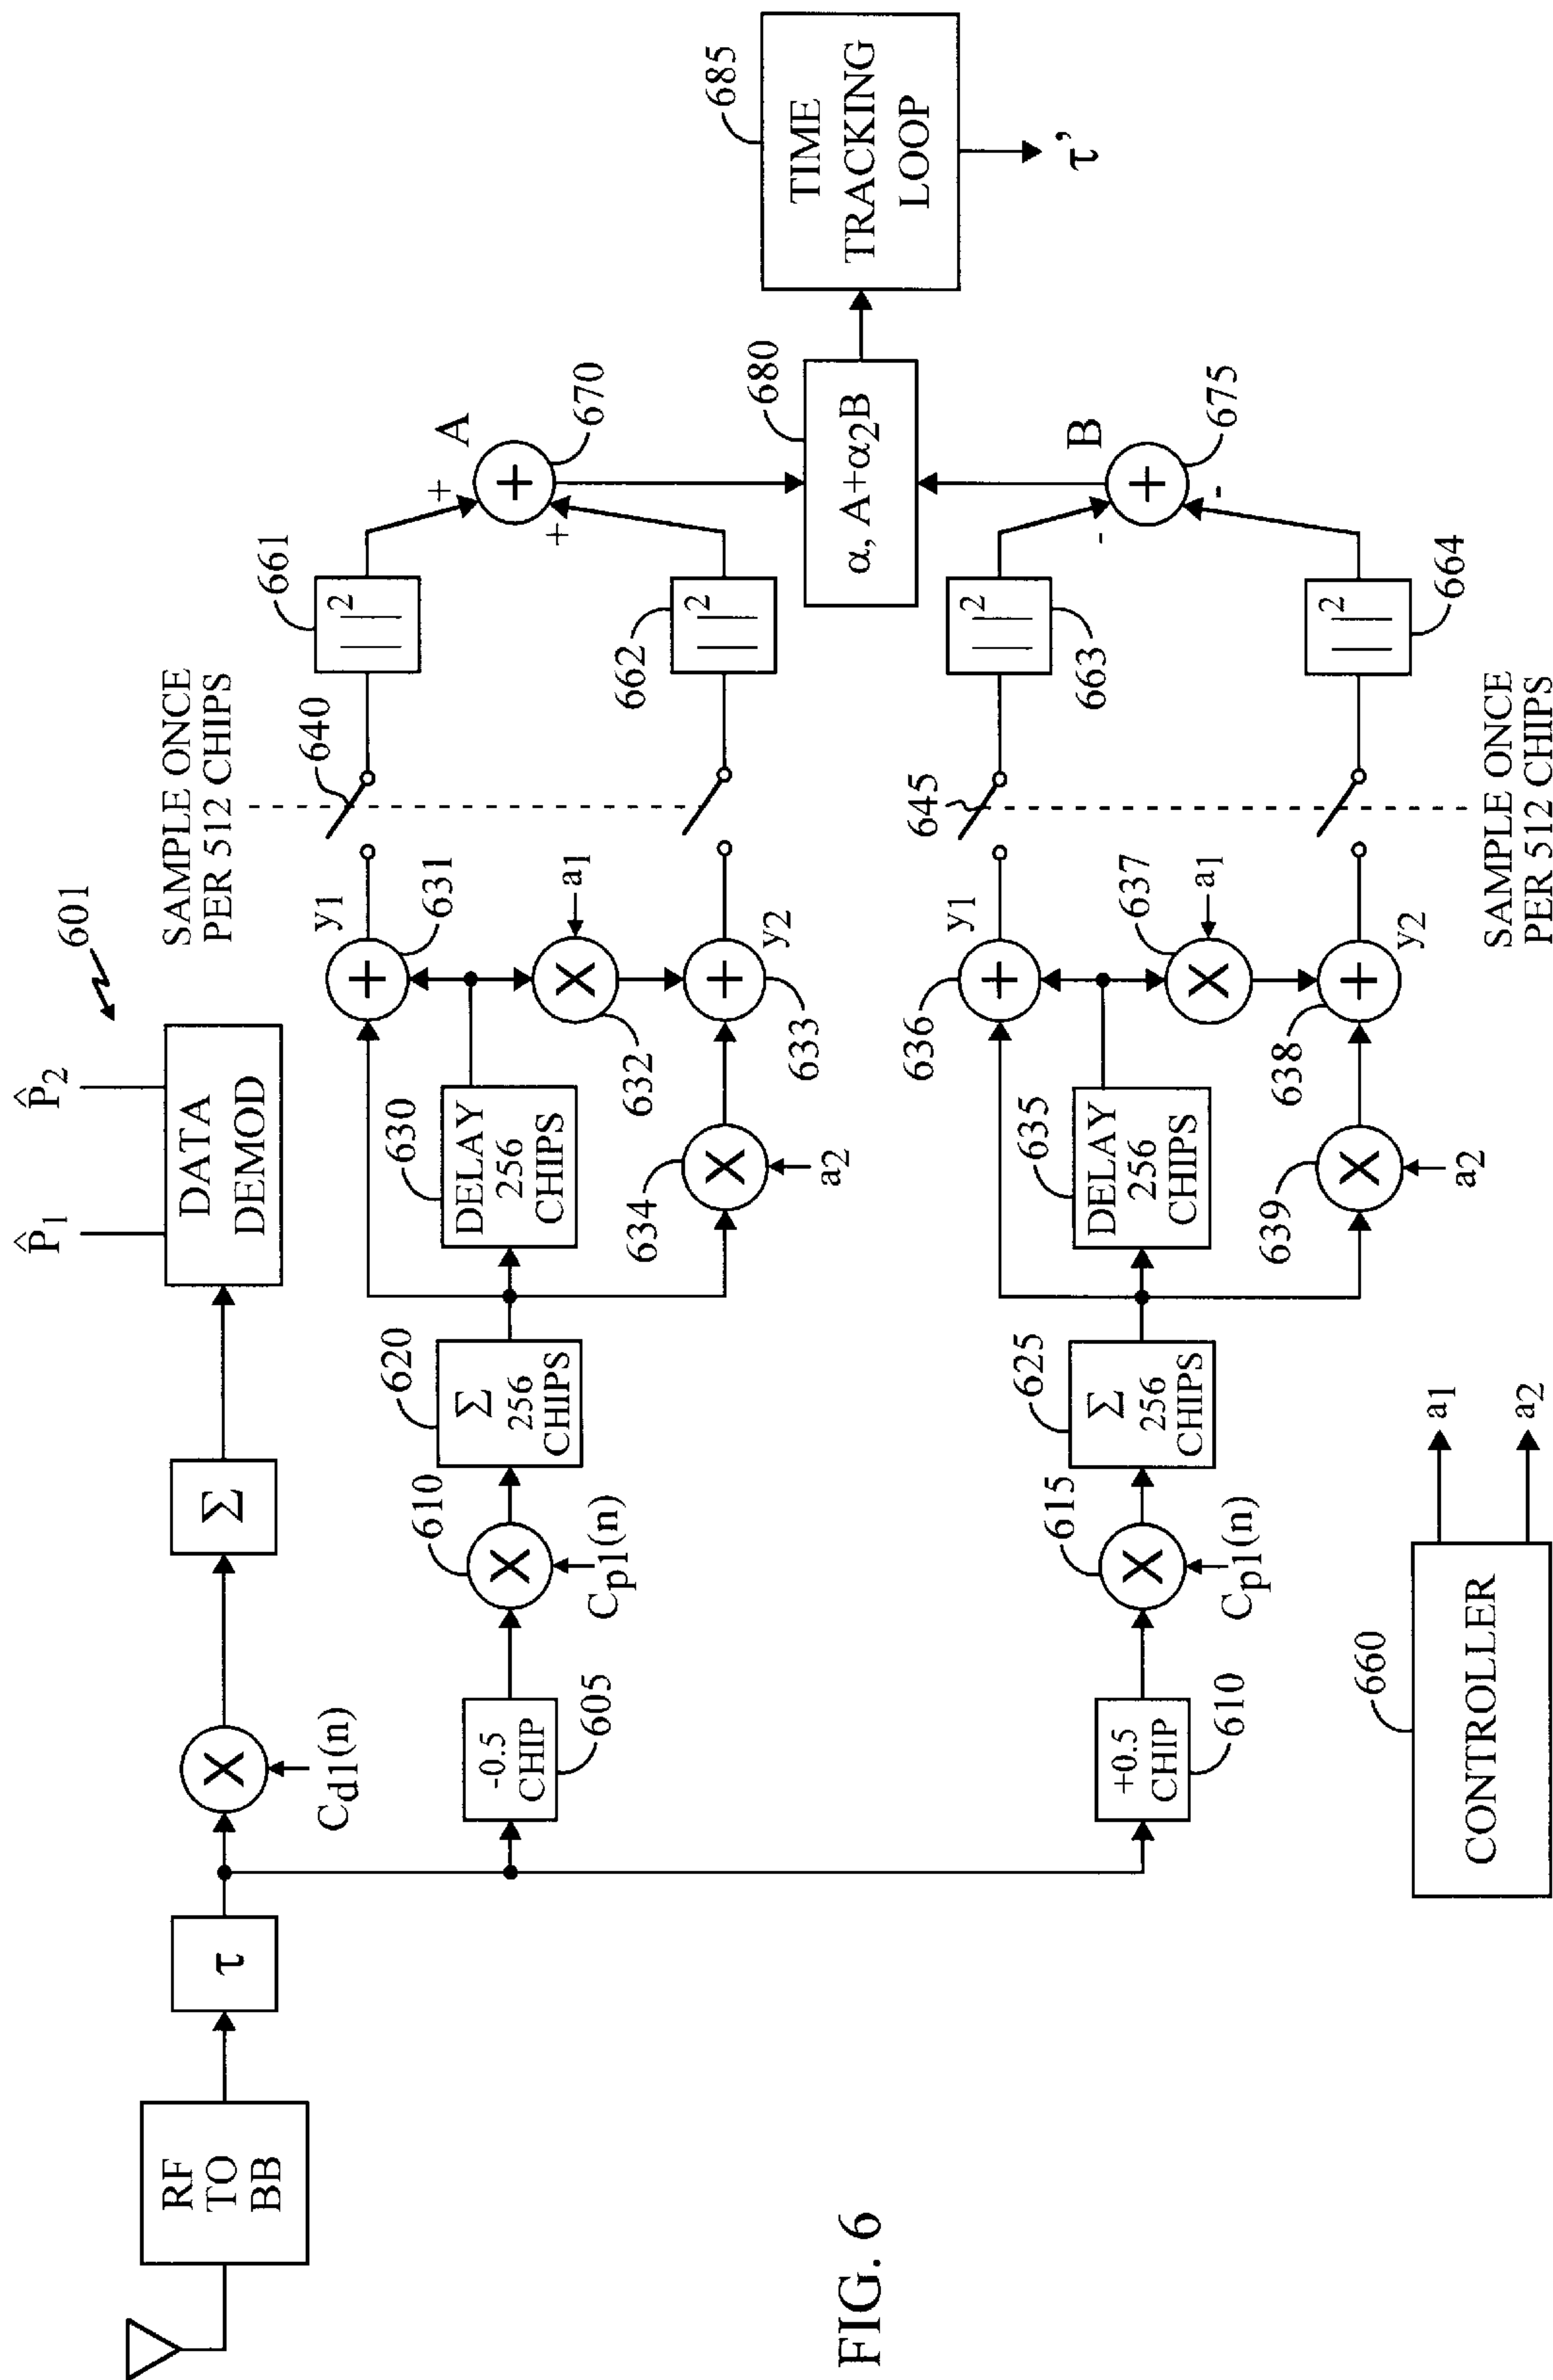 601
P̂1
P̂2
DATA
DEMOD
Σ
Cd1(n)
τ
RF
TO
BB
SAMPLE ONCE
PER 512 CHIPS
-0.5
CHIP
605
610
Cp1(n)
620
Σ
256
CHIPS
630
DELAY
256
CHIPS
y1
631
632
a1
y2
633
634
a2
640
661
| |2
662
| |2
A
+
+
+
670
680
α, A+α2B
685
TIME
TRACKING
LOOP
τ'
+0.5
CHIP
610
615
Cp1(n)
625
Σ
256
CHIPS
635
DELAY
256
CHIPS
y1
636
637
a1
y2
638
639
a2
645
663
| |2
664
| |2
B
-
+
-
675
SAMPLE ONCE
PER 512 CHIPS
660
CONTROLLER
a1
a2
FIG. 6